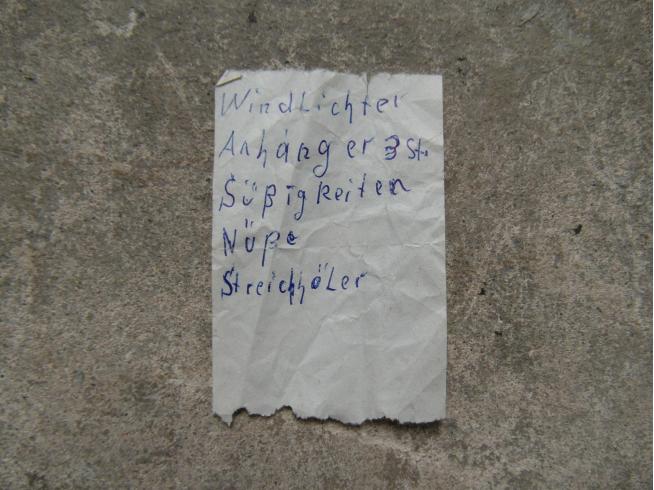 Windlichter
Anhänger 3 St.
Süßigkeiten
Nüße
Streichhöler